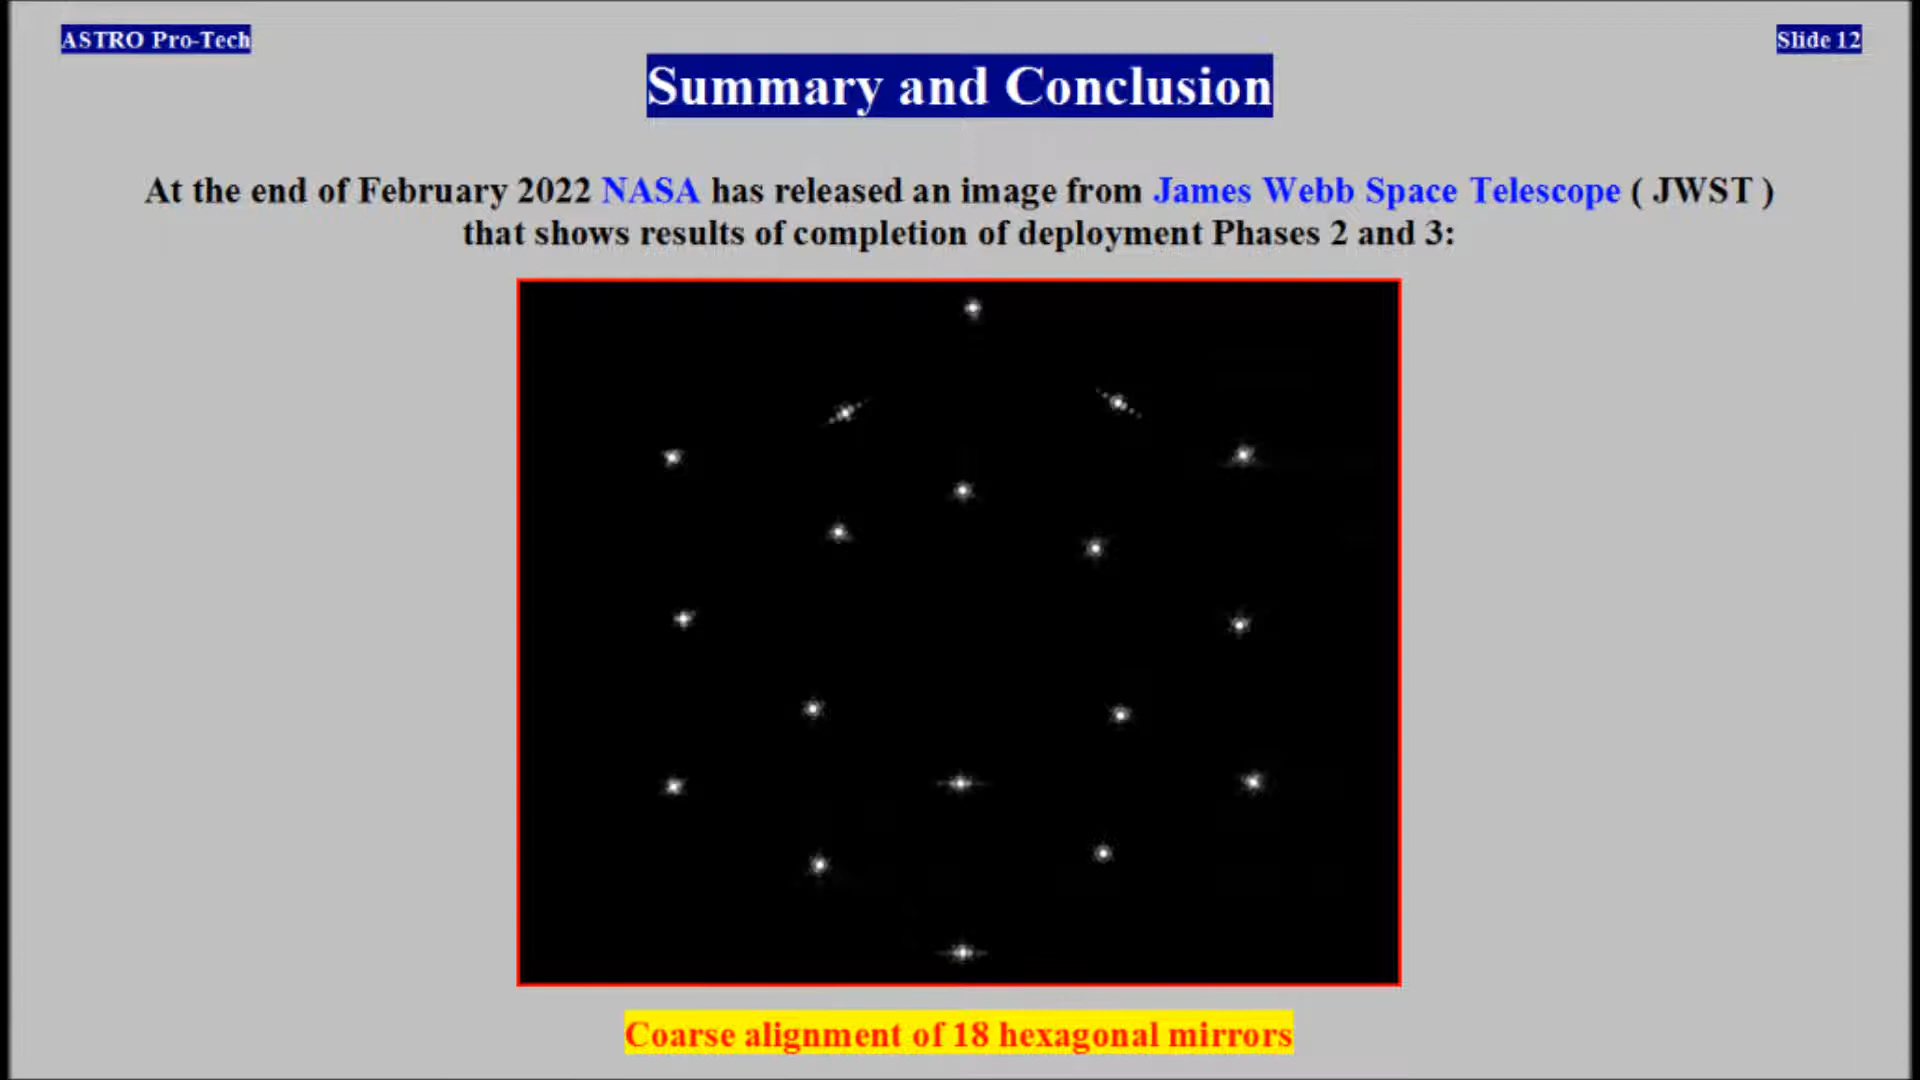 ASTRO Pro-Tech
Slide 12
Summary and Conclusion
At the end of February 2022 NASA has released an image from James Webb Space Telescope ( JWST )
that shows results of completion of deployment Phases 2 and 3:
Coarse alignment of 18 hexagonal mirrors